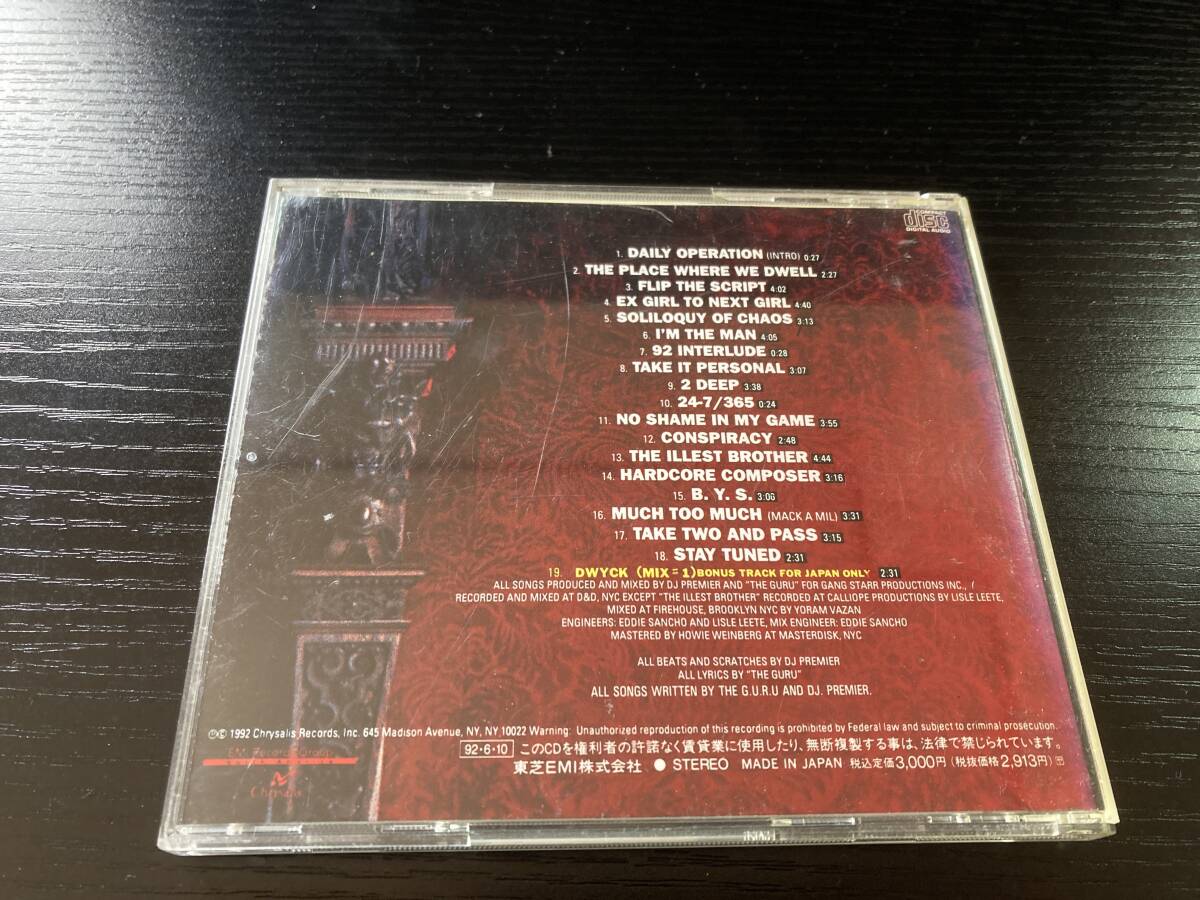 COMPACT
disc
DIGITAL AUDIO
1. DAILY OPERATION (INTRO) 0:27
2. THE PLACE WHERE WE DWELL 2:27
3. FLIP THE SCRIPT 4:02
4. EX GIRL TO NEXT GIRL 4:40
5. SOLILOQUY OF CHAOS 3:13
6. I'M THE MAN 4:05
7. 92 INTERLUDE 0:28
8. TAKE IT PERSONAL 3:07
9. 2 DEEP 3:38
10. 24-7/365 0:24
11. NO SHAME IN MY GAME 3:55
12. CONSPIRACY 2:48
13. THE ILLEST BROTHER 4:44
14. HARDCORE COMPOSER 3:16
15. B. Y. S. 3:06
16. MUCH TOO MUCH (MACK A MIL) 3:31
17. TAKE TWO AND PASS 3:15
18. STAY TUNED 2:31
19. DWYCK (MIX=1) BONUS TRACK FOR JAPAN ONLY 2:31
ALL SONGS PRODUCED AND MIXED BY DJ PREMIER AND "THE GURU" FOR GANG STARR PRODUCTIONS INC., /
RECORDED AND MIXED AT D&D, NYC EXCEPT "THE ILLEST BROTHER" RECORDED AT CALLIOPE PRODUCTIONS BY LISLE LEETE,
MIXED AT FIREHOUSE, BROOKLYN NYC BY YORAM VAZAN
ENGINEERS: EDDIE SANCHO AND LISLE LEETE, MIX ENGINEER: EDDIE SANCHO
MASTERED BY HOWIE WEINBERG AT MASTERDISK, NYC
ALL BEATS AND SCRATCHES BY DJ PREMIER
ALL LYRICS BY "THE GURU"
ALL SONGS WRITTEN BY THE G.U.R.U AND DJ. PREMIER.
℗© 1992 Chrysalis Records, Inc. 645 Madison Avenue, NY, NY 10022 Warning: Unauthorized reproduction of this recording is prohibited by Federal law and subject to criminal prosecution.
EMI Records Group
Chrysalis
92・6・10 このCDを権利者の許諾なく賃貸業に使用したり、無断複製する事は、法律で禁じられています。
東芝EMI株式会社 ● STEREO MADE IN JAPAN 税込定価3,000円(税抜価格2,913円)